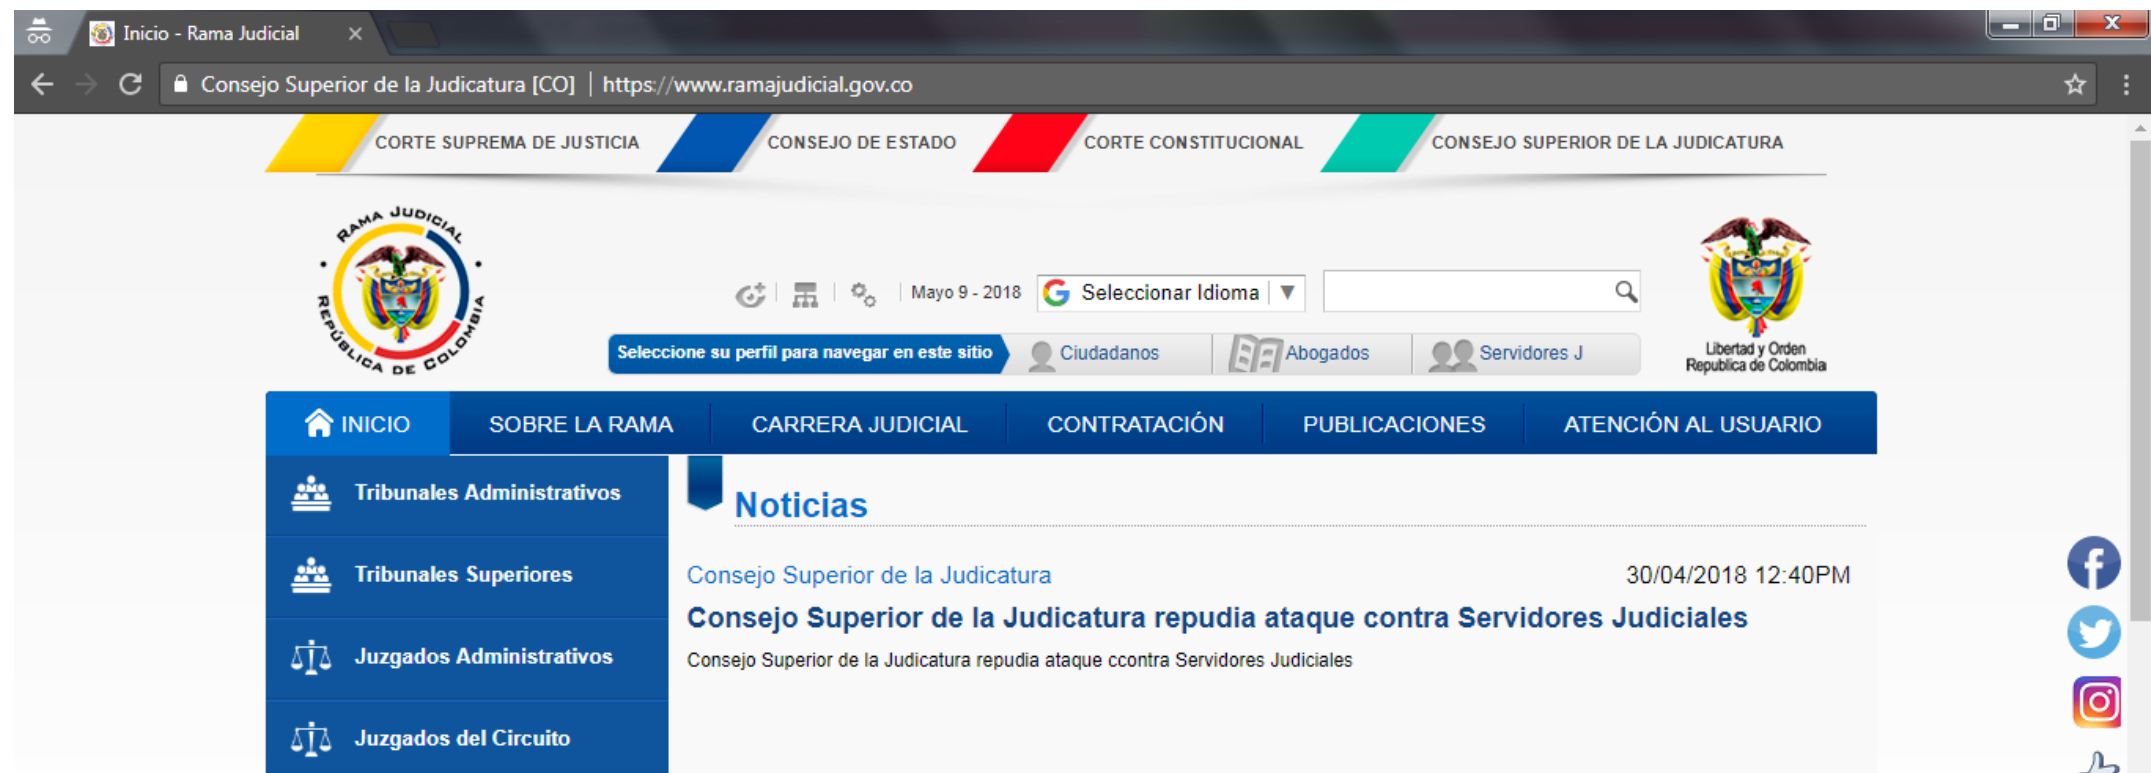 Inicio - Rama Judicial
Consejo Superior de la Judicatura [CO] | https://www.ramajudicial.gov.co
CORTE SUPREMA DE JUSTICIA CONSEJO DE ESTADO CORTE CONSTITUCIONAL CONSEJO SUPERIOR DE LA JUDICATURA
RAMA JUDICIAL
REPÚBLICA DE COLOMBIA
Mayo 9 - 2018 Seleccionar Idioma
Seleccione su perfil para navegar en este sitio Ciudadanos Abogados Servidores J
Libertad y Orden
Republica de Colombia
INICIO SOBRE LA RAMA CARRERA JUDICIAL CONTRATACIÓN PUBLICACIONES ATENCIÓN AL USUARIO
Tribunales Administrativos
Tribunales Superiores
Juzgados Administrativos
Juzgados del Circuito
Noticias
Consejo Superior de la Judicatura 30/04/2018 12:40PM
Consejo Superior de la Judicatura repudia ataque contra Servidores Judiciales
Consejo Superior de la Judicatura repudia ataque ccontra Servidores Judiciales